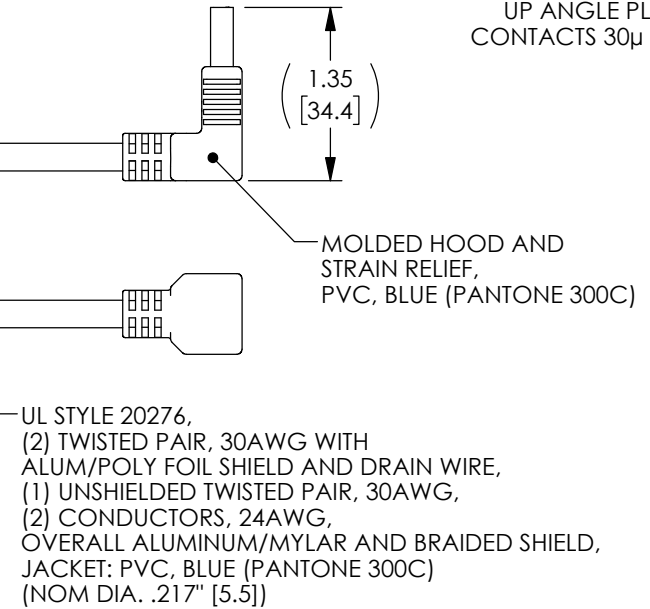 UP ANGLE
CONTACTS 30µ
1.35
[34.4]
MOLDED HOOD AND
STRAIN RELIEF,
PVC, BLUE (PANTONE 300C)
UL STYLE 20276,
(2) TWISTED PAIR, 30AWG WITH
ALUM/POLY FOIL SHIELD AND DRAIN WIRE,
(1) UNSHIELDED TWISTED PAIR, 30AWG,
(2) CONDUCTORS, 24AWG,
OVERALL ALUMINUM/MYLAR AND BRAIDED SHIELD,
JACKET: PVC, BLUE (PANTONE 300C)
(NOM DIA. .217" [5.5])